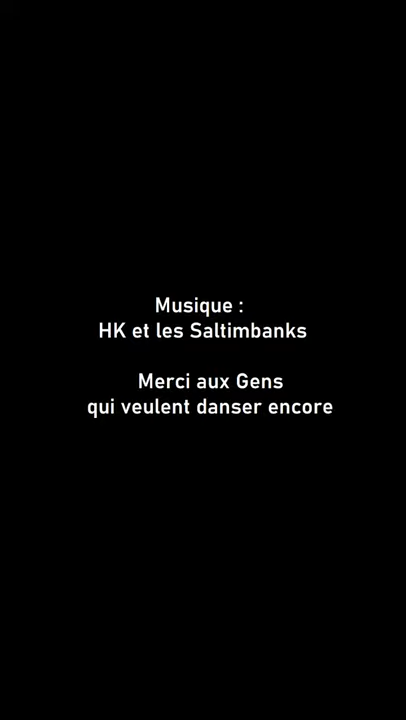 Musique :
HK et les Saltimbanks
Merci aux Gens
qui veulent danser encore